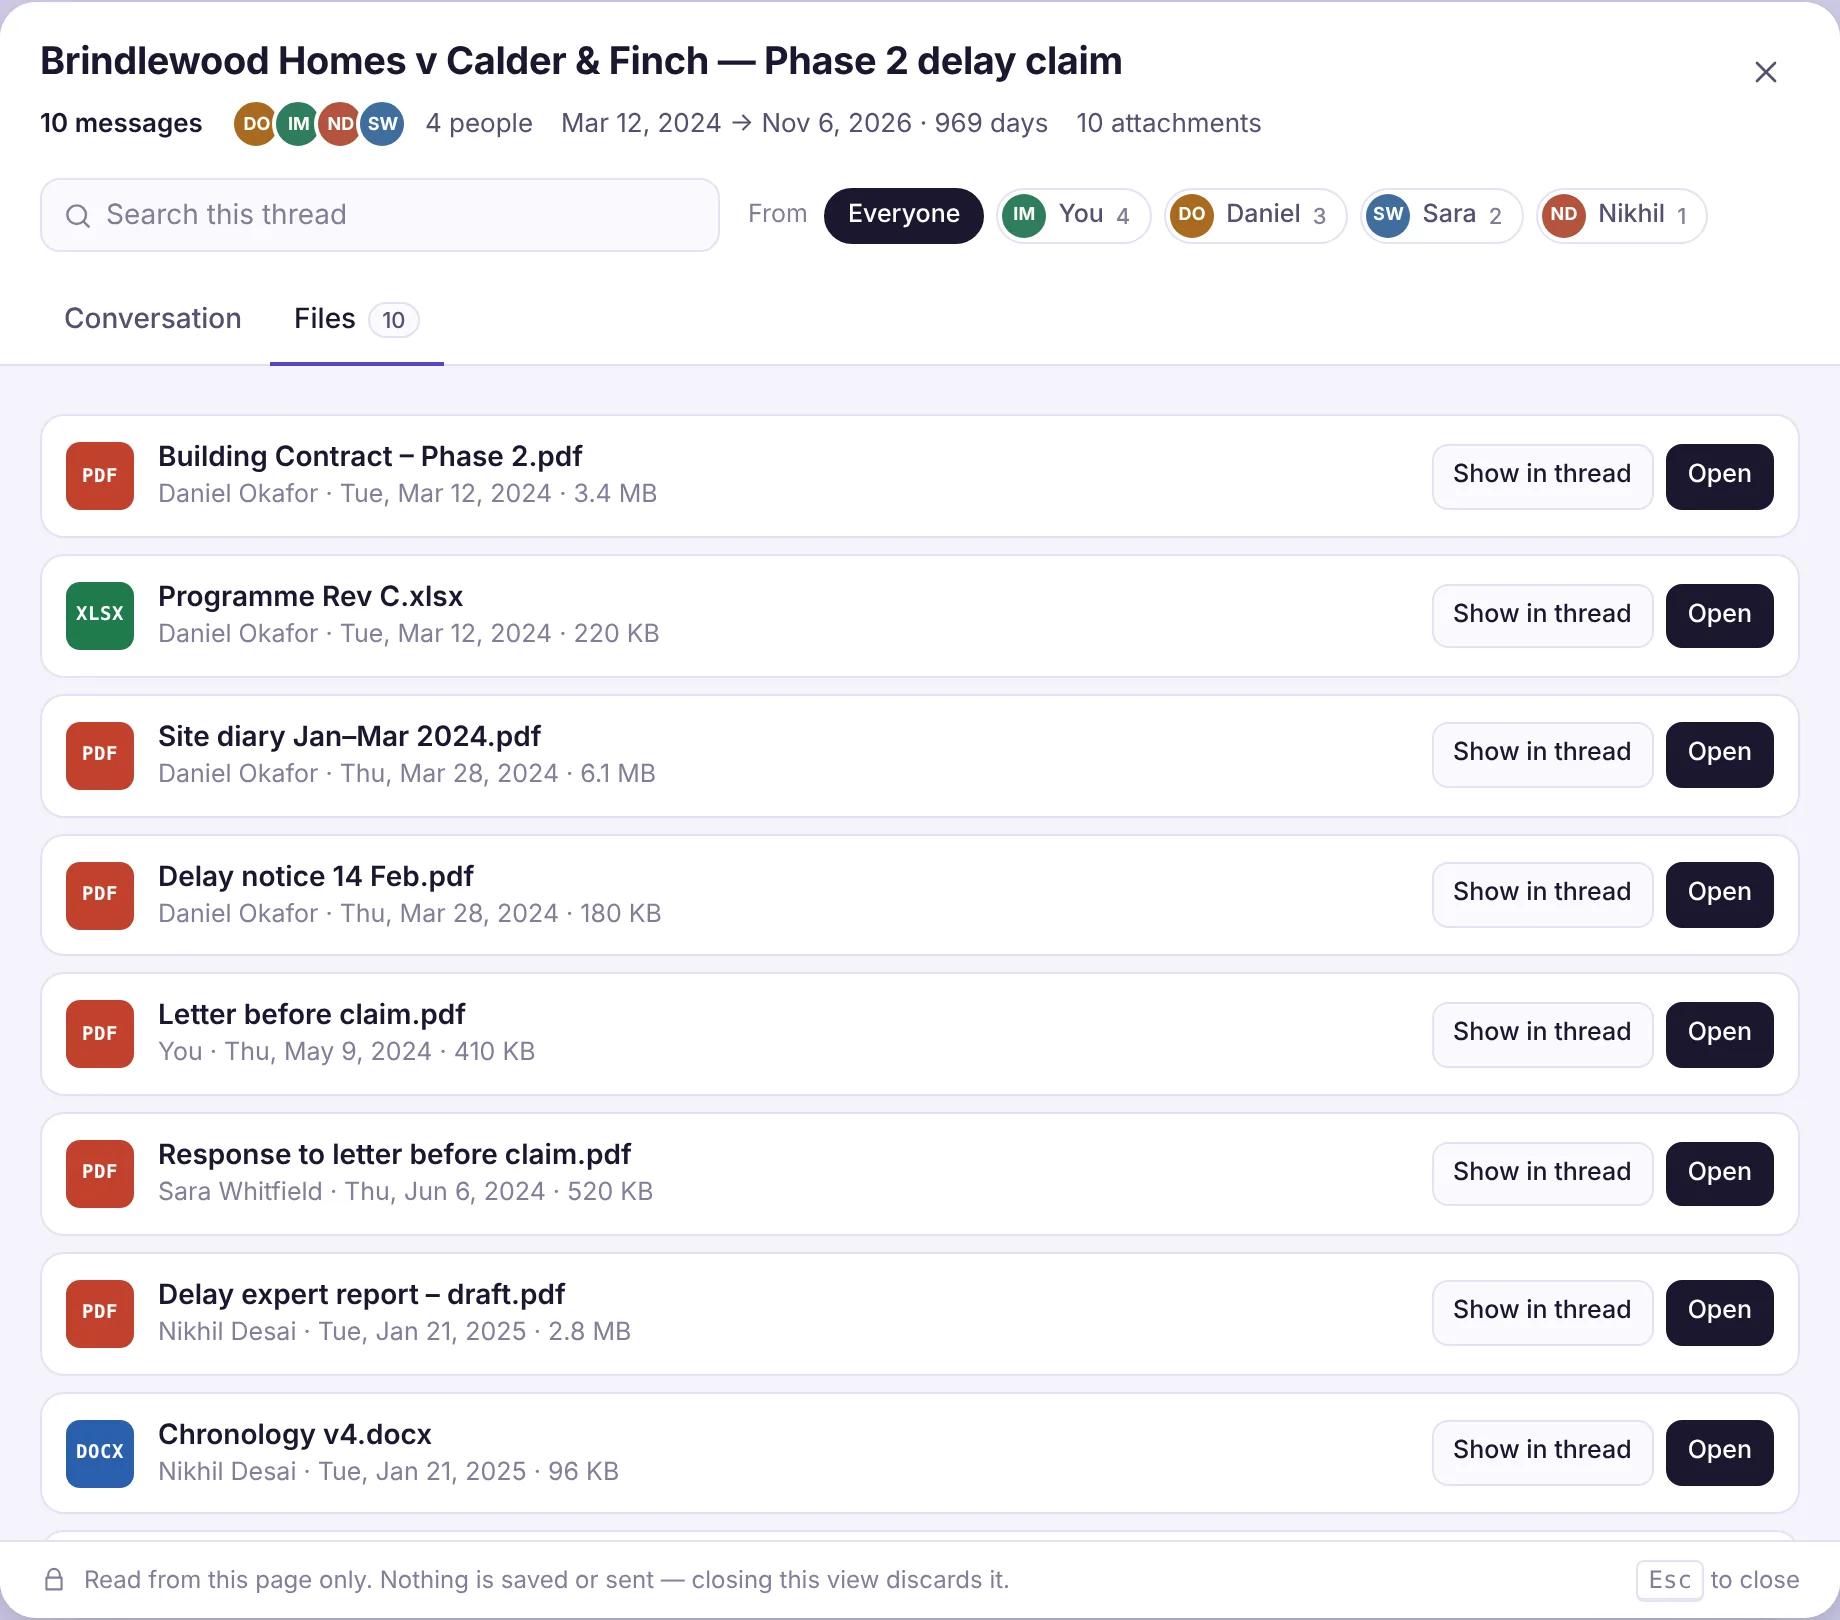 Brindlewood Homes v Calder & Finch — Phase 2 delay claim
10 messages DO IM ND SW 4 people Mar 12, 2024 → Nov 6, 2026 · 969 days 10 attachments
Search this thread From Everyone IM You 4 DO Daniel 3 SW Sara 2 ND Nikhil 1
Conversation Files 10
PDF Building Contract – Phase 2.pdf Show in thread Open
Daniel Okafor · Tue, Mar 12, 2024 · 3.4 MB
XLSX Programme Rev C.xlsx Show in thread Open
Daniel Okafor · Tue, Mar 12, 2024 · 220 KB
PDF Site diary Jan–Mar 2024.pdf Show in thread Open
Daniel Okafor · Thu, Mar 28, 2024 · 6.1 MB
PDF Delay notice 14 Feb.pdf Show in thread Open
Daniel Okafor · Thu, Mar 28, 2024 · 180 KB
PDF Letter before claim.pdf Show in thread Open
You · Thu, May 9, 2024 · 410 KB
PDF Response to letter before claim.pdf Show in thread Open
Sara Whitfield · Thu, Jun 6, 2024 · 520 KB
PDF Delay expert report – draft.pdf Show in thread Open
Nikhil Desai · Tue, Jan 21, 2025 · 2.8 MB
DOCX Chronology v4.docx Show in thread Open
Nikhil Desai · Tue, Jan 21, 2025 · 96 KB
Read from this page only. Nothing is saved or sent — closing this view discards it. Esc to close